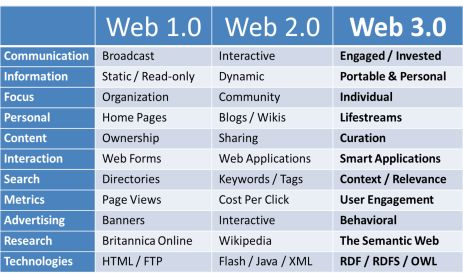 Web 1.0 Web 2.0 Web 3.0
Communication Broadcast Interactive Engaged / Invested
Information Static / Read-only Dynamic Portable & Personal
Focus Organization Community Individual
Personal Home Pages Blogs / Wikis Lifestreams
Content Ownership Sharing Curation
Interaction Web Forms Web Applications Smart Applications
Search Directories Keywords / Tags Context / Relevance
Metrics Page Views Cost Per Click User Engagement
Advertising Banners Interactive Behavioral
Research Britannica Online Wikipedia The Semantic Web
Technologies HTML / FTP Flash / Java / XML RDF / RDFS / OWL